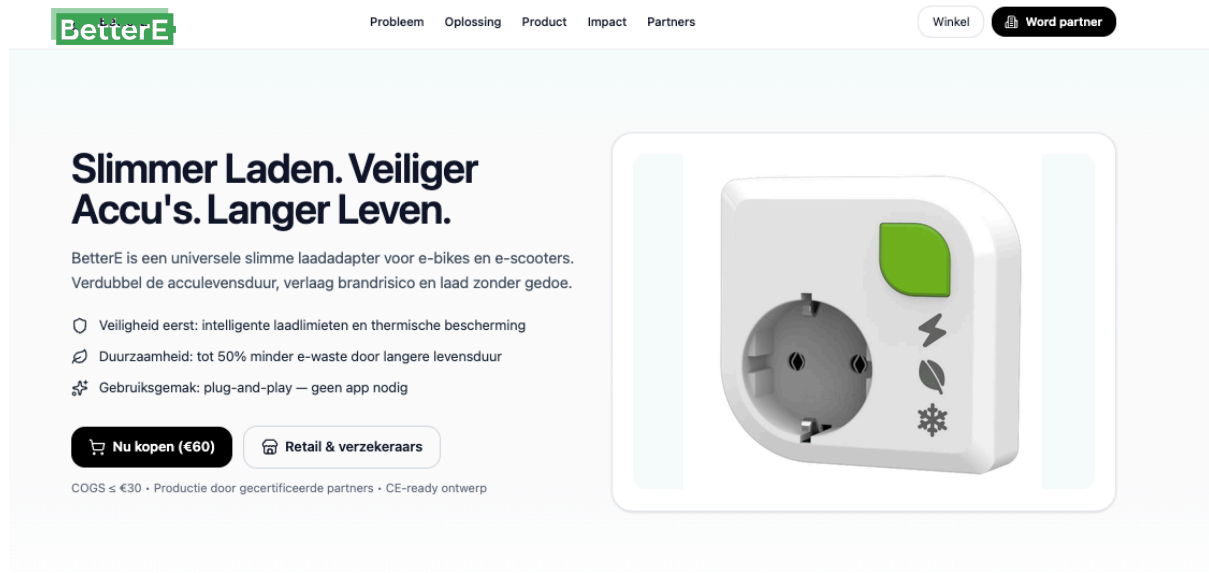 BetterE
Probleem
Oplossing
Product
Impact
Partners
Winkel
Word partner
Slimmer Laden. Veiliger
Accu's. Langer Leven.
BetterE is een universele slimme laadadapter voor e-bikes en e-scooters.
Verdubbel de acculevensduur, verlaag brandrisico en laad zonder gedoe.
Veiligheid eerst: intelligente laadlimieten en thermische bescherming
Duurzaamheid: tot 50% minder e-waste door langere levensduur
Gebruiksgemak: plug-and-play — geen app nodig
Nu kopen (€60)
Retail & verzekeraars
COGS ≤ €30 • Productie door gecertificeerde partners • CE-ready ontwerp